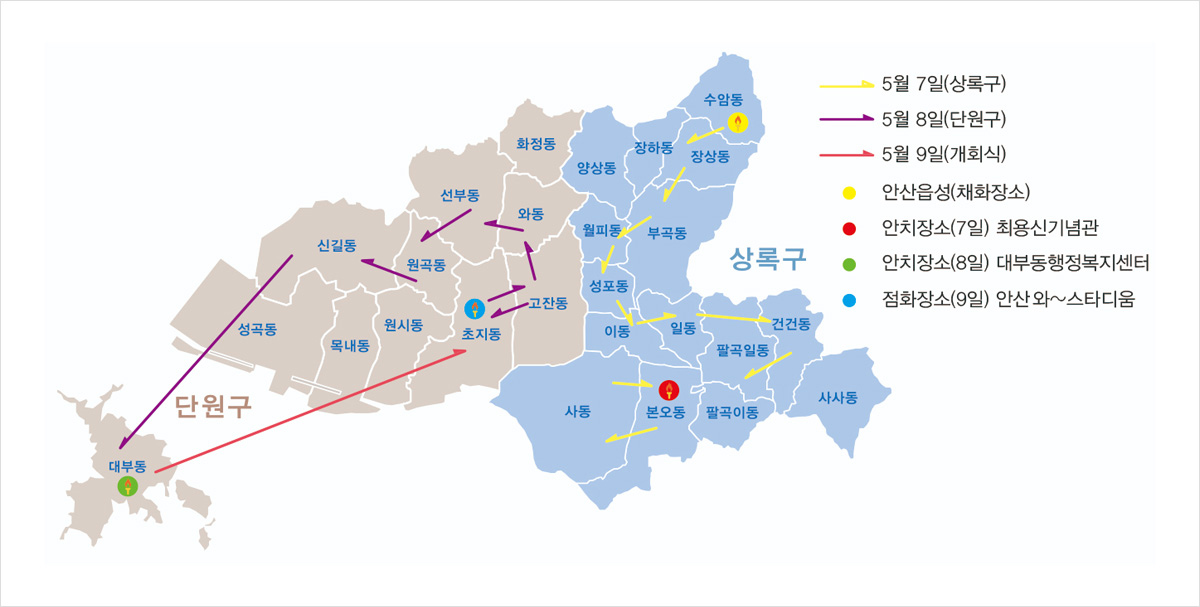 수암동
장하동
장상동
양상동
화정동
선부동
와동
월피동
부곡동
상록구
신길동
원곡동
성포동
고잔동
성곡동
목내동
원시동
초지동
이동
일동
건건동
팔곡일동
단원구
사동
본오동
팔곡이동
사사동
대부동
5월 7일(상록구)
5월 8일(단원구)
5월 9일(개회식)
안산읍성(채화장소)
안치장소(7일) 최용신기념관
안치장소(8일) 대부동행정복지센터
점화장소(9일) 안산 와~스타디움